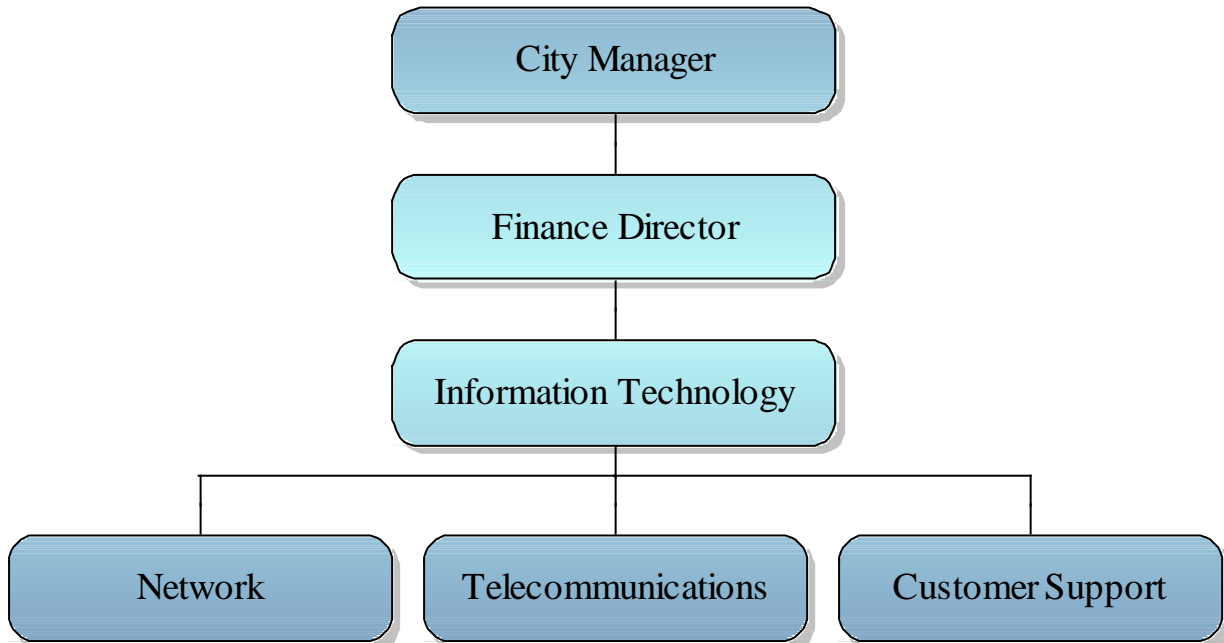 City Manager
Finance Director
Information Technology
Network
Telecommunications
Customer Support